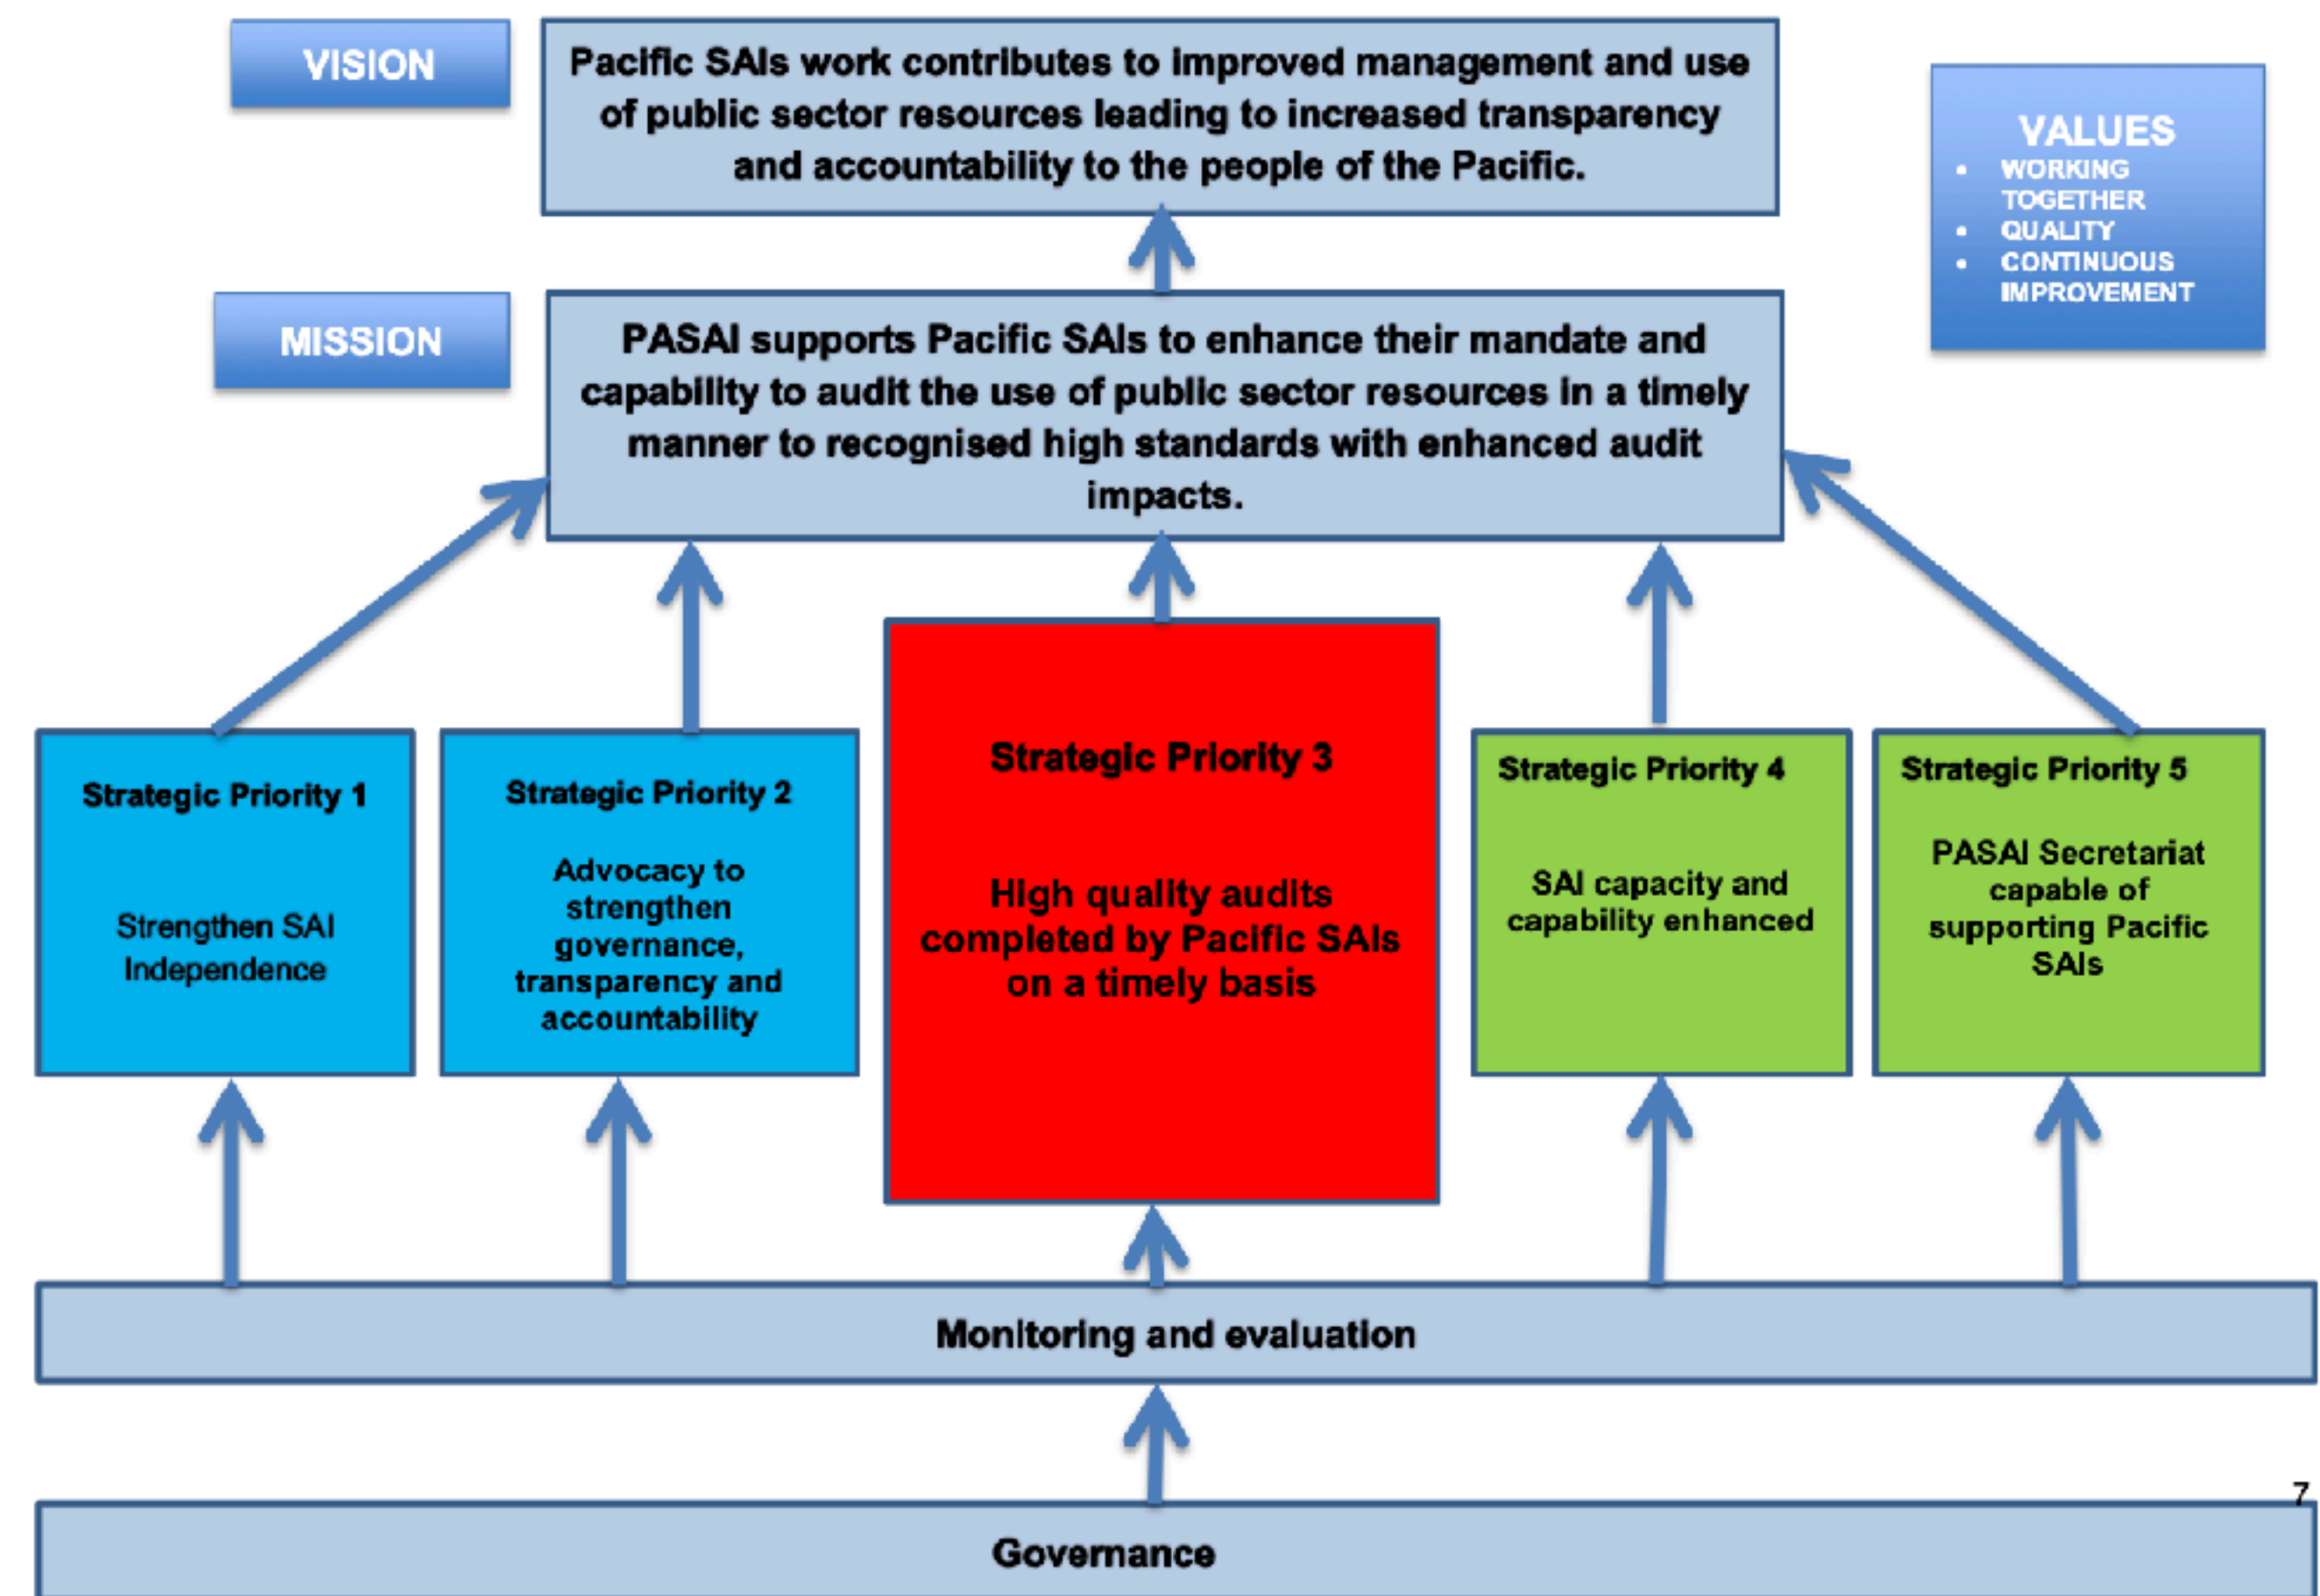 VISION
Pacific SAIs work contributes to improved management and use
of public sector resources leading to increased transparency
and accountability to the people of the Pacific.
VALUES
• WORKING
TOGETHER
• QUALITY
• CONTINUOUS
IMPROVEMENT
MISSION
PASAI supports Pacific SAIs to enhance their mandate and
capability to audit the use of public sector resources in a timely
manner to recognised high standards with enhanced audit
impacts.
Strategic Priority 1
Strengthen SAI
Independence
Strategic Priority 2
Advocacy to
strengthen
governance,
transparency and
accountability
Strategic Priority 3
High quality audits
completed by Pacific SAIs
on a timely basis
Strategic Priority 4
SAI capacity and
capability enhanced
Strategic Priority 5
PASAI Secretariat
capable of
supporting Pacific
SAIs
Monitoring and evaluation
7
Governance